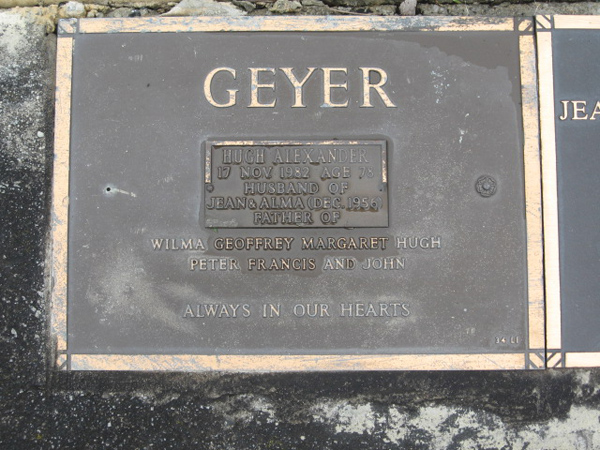 GEYER
HUGH ALEXANDER
17 NOV. 1982 AGE 78
HUSBAND OF
JEAN & ALMA (DEC. 1956)
FATHER OF
WILMA GEOFFREY MARGARET HUGH
PETER FRANCIS AND JOHN
ALWAYS IN OUR HEARTS